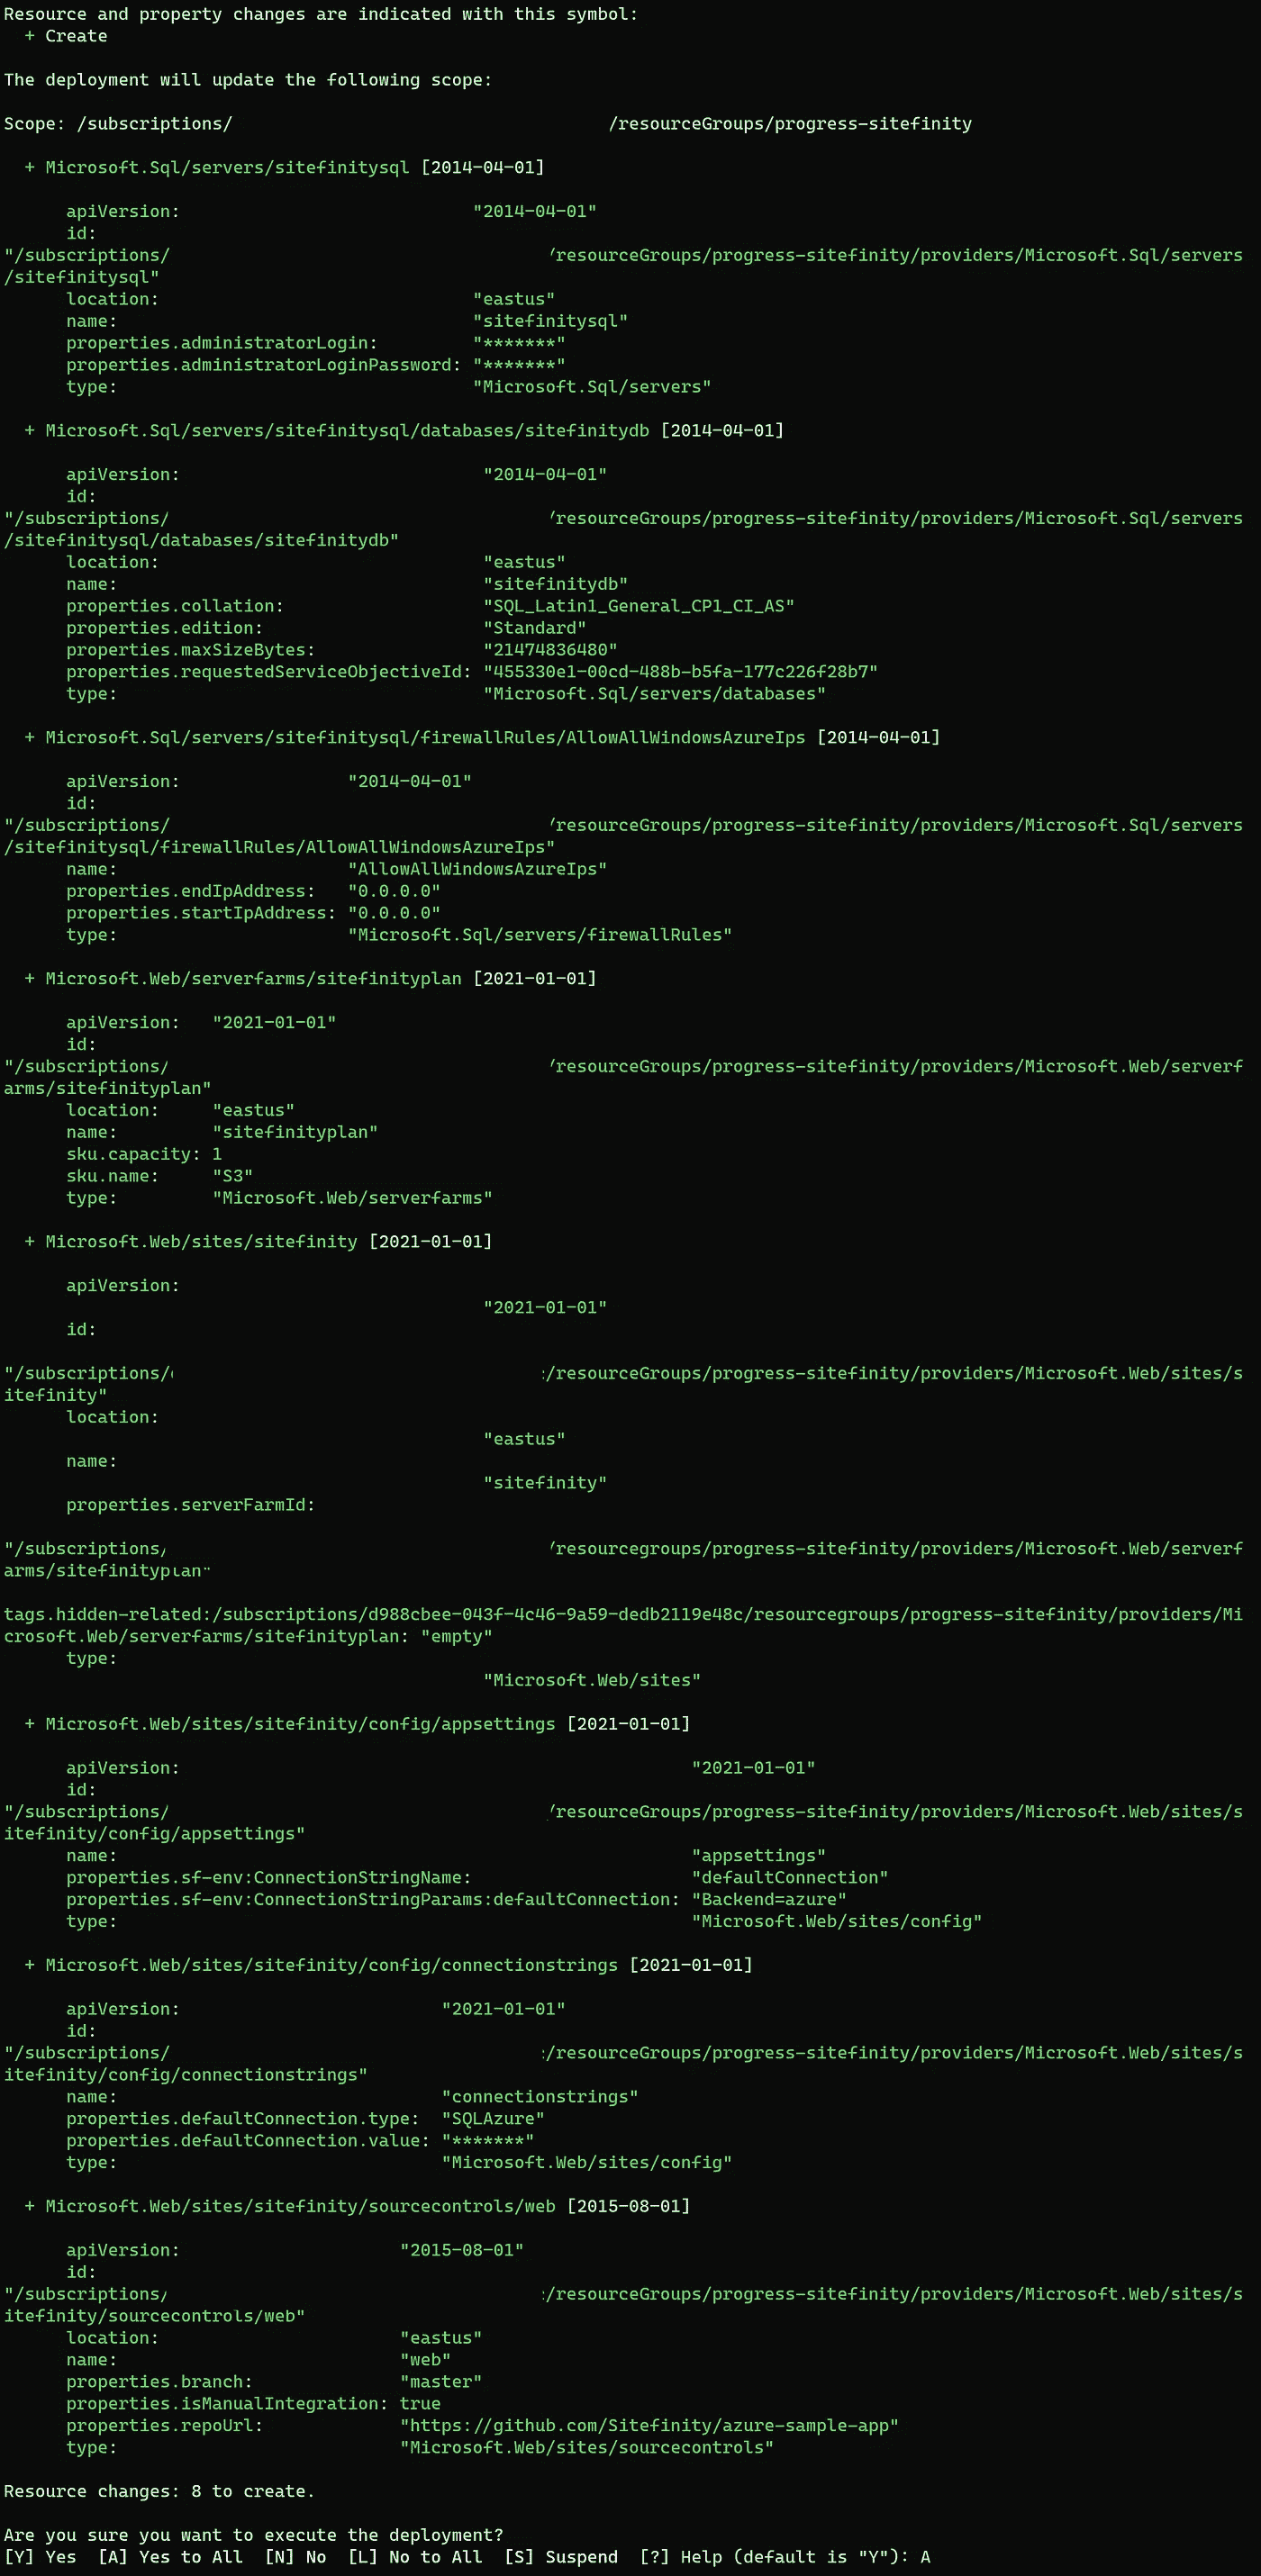 Resource and property changes are indicated with this symbol:
+ Create
The deployment will update the following scope:
Scope: /subscriptions/ /resourceGroups/progress-sitefinity
+ Microsoft.Sql/servers/sitefinitysql [2014-04-01]
apiVersion: "2014-04-01"
id:
"/subscriptions/ /resourceGroups/progress-sitefinity/providers/Microsoft.Sql/servers
/sitefinitysql"
location: "eastus"
name: "sitefinitysql"
properties.administratorLogin: "*******"
properties.administratorLoginPassword: "*******"
type: "Microsoft.Sql/servers"
+ Microsoft.Sql/servers/sitefinitysql/databases/sitefinitydb [2014-04-01]
apiVersion: "2014-04-01"
id:
"/subscriptions/ /resourceGroups/progress-sitefinity/providers/Microsoft.Sql/servers
/sitefinitysql/databases/sitefinitydb"
location: "eastus"
name: "sitefinitydb"
properties.collation: "SQL_Latin1_General_CP1_CI_AS"
properties.edition: "Standard"
properties.maxSizeBytes: "21474836480"
properties.requestedServiceObjectiveId: "455330e1-00cd-488b-b5fa-177c226f28b7"
type: "Microsoft.Sql/servers/databases"
+ Microsoft.Sql/servers/sitefinitysql/firewallRules/AllowAllWindowsAzureIps [2014-04-01]
apiVersion: "2014-04-01"
id:
"/subscriptions/ /resourceGroups/progress-sitefinity/providers/Microsoft.Sql/servers
/sitefinitysql/firewallRules/AllowAllWindowsAzureIps"
name: "AllowAllWindowsAzureIps"
properties.endIpAddress: "0.0.0.0"
properties.startIpAddress: "0.0.0.0"
type: "Microsoft.Sql/servers/firewallRules"
+ Microsoft.Web/serverfarms/sitefinityplan [2021-01-01]
apiVersion: "2021-01-01"
id:
"/subscriptions/ /resourceGroups/progress-sitefinity/providers/Microsoft.Web/serverf
arms/sitefinityplan"
location: "eastus"
name: "sitefinityplan"
sku.capacity: 1
sku.name: "S3"
type: "Microsoft.Web/serverfarms"
+ Microsoft.Web/sites/sitefinity [2021-01-01]
apiVersion:
"2021-01-01"
id:
"/subscriptions/ :/resourceGroups/progress-sitefinity/providers/Microsoft.Web/sites/s
itefinity"
location:
"eastus"
name:
"sitefinity"
properties.serverFarmId:
"/subscriptions/ /resourcegroups/progress-sitefinity/providers/Microsoft.Web/serverf
arms/sitefinityplan"
tags.hidden-related:/subscriptions/d988cbee-043f-4c46-9a59-dedb2119e48c/resourcegroups/progress-sitefinity/providers/Mi
crosoft.Web/serverfarms/sitefinityplan: "empty"
type:
"Microsoft.Web/sites"
+ Microsoft.Web/sites/sitefinity/config/appsettings [2021-01-01]
apiVersion: "2021-01-01"
id:
"/subscriptions/ /resourceGroups/progress-sitefinity/providers/Microsoft.Web/sites/s
itefinity/config/appsettings"
name: "appsettings"
properties.sf-env:ConnectionStringName: "defaultConnection"
properties.sf-env:ConnectionStringParams:defaultConnection: "Backend=azure"
type: "Microsoft.Web/sites/config"
+ Microsoft.Web/sites/sitefinity/config/connectionstrings [2021-01-01]
apiVersion: "2021-01-01"
id:
"/subscriptions/ :/resourceGroups/progress-sitefinity/providers/Microsoft.Web/sites/s
itefinity/config/connectionstrings"
name: "connectionstrings"
properties.defaultConnection.type: "SQLAzure"
properties.defaultConnection.value: "*******"
type: "Microsoft.Web/sites/config"
+ Microsoft.Web/sites/sitefinity/sourcecontrols/web [2015-08-01]
apiVersion: "2015-08-01"
id:
"/subscriptions/ :/resourceGroups/progress-sitefinity/providers/Microsoft.Web/sites/s
itefinity/sourcecontrols/web"
location: "eastus"
name: "web"
properties.branch: "master"
properties.isManualIntegration: true
properties.repoUrl: "https://github.com/Sitefinity/azure-sample-app"
type: "Microsoft.Web/sites/sourcecontrols"
Resource changes: 8 to create.
Are you sure you want to execute the deployment?
[Y] Yes [A] Yes to All [N] No [L] No to All [S] Suspend [?] Help (default is "Y"): A